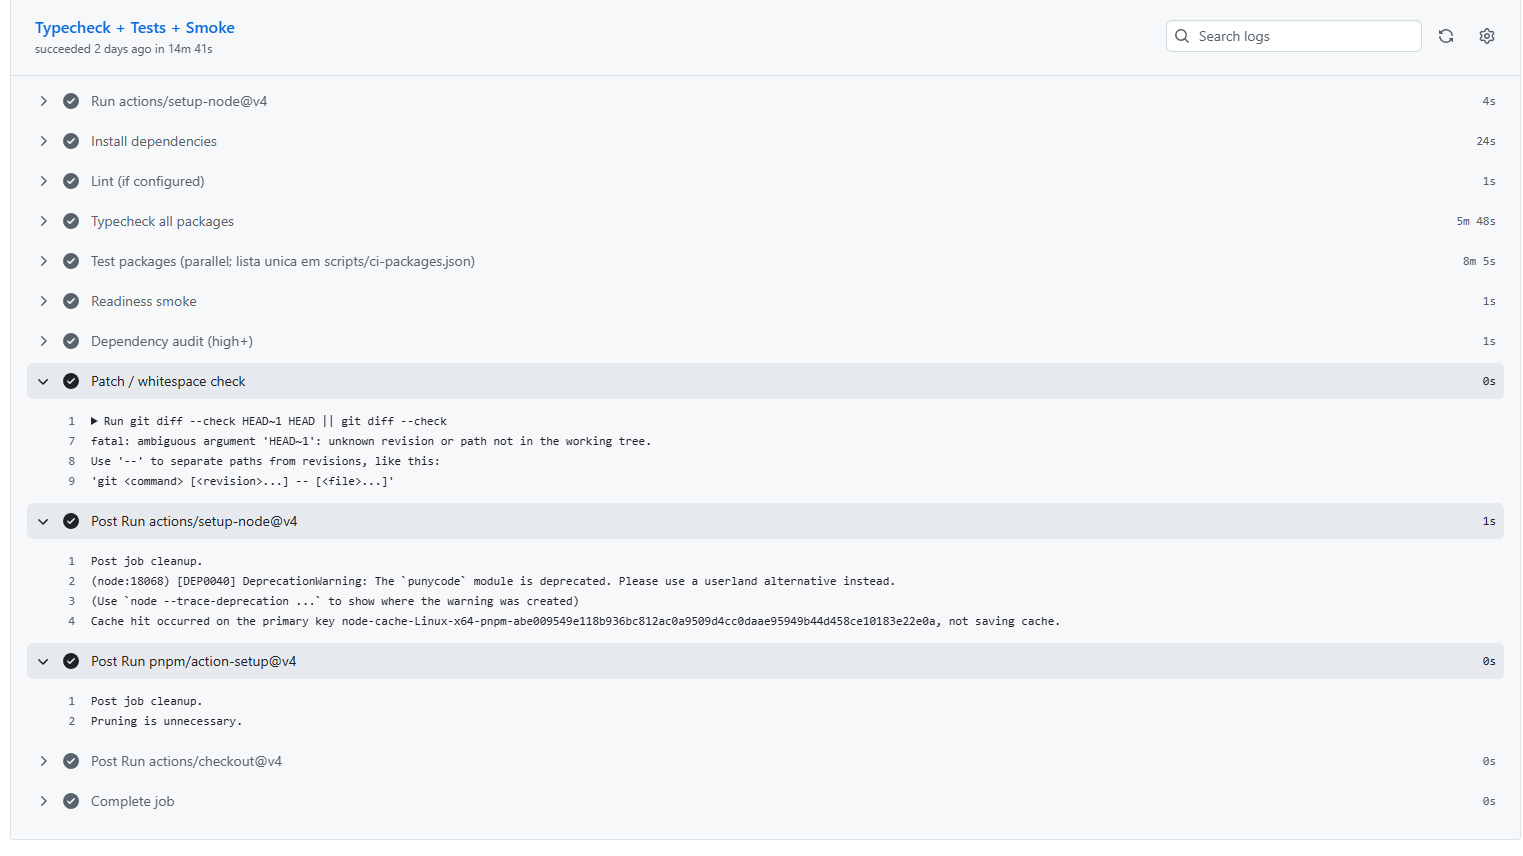 Typecheck + Tests + Smoke
succeeded 2 days ago in 14m 41s
Search logs
Run actions/setup-node@v4 4s
Install dependencies 24s
Lint (if configured) 1s
Typecheck all packages 5m 48s
Test packages (parallel; lista unica em scripts/ci-packages.json) 8m 5s
Readiness smoke 1s
Dependency audit (high+) 1s
Patch / whitespace check 0s
1 Run git diff --check HEAD~1 HEAD || git diff --check
7 fatal: ambiguous argument 'HEAD~1': unknown revision or path not in the working tree.
8 Use '--' to separate paths from revisions, like this:
9 'git <command> [<revision>...] -- [<file>...]'
Post Run actions/setup-node@v4 1s
1 Post job cleanup.
2 (node:18068) [DEP0040] DeprecationWarning: The `punycode` module is deprecated. Please use a userland alternative instead.
3 (Use `node --trace-deprecation ...` to show where the warning was created)
4 Cache hit occurred on the primary key node-cache-Linux-x64-pnpm-abe009549e118b936bc812ac0a9509d4cc0daae95949b44d458ce10183e22e0a, not saving cache.
Post Run pnpm/action-setup@v4 0s
1 Post job cleanup.
2 Pruning is unnecessary.
Post Run actions/checkout@v4 0s
Complete job 0s